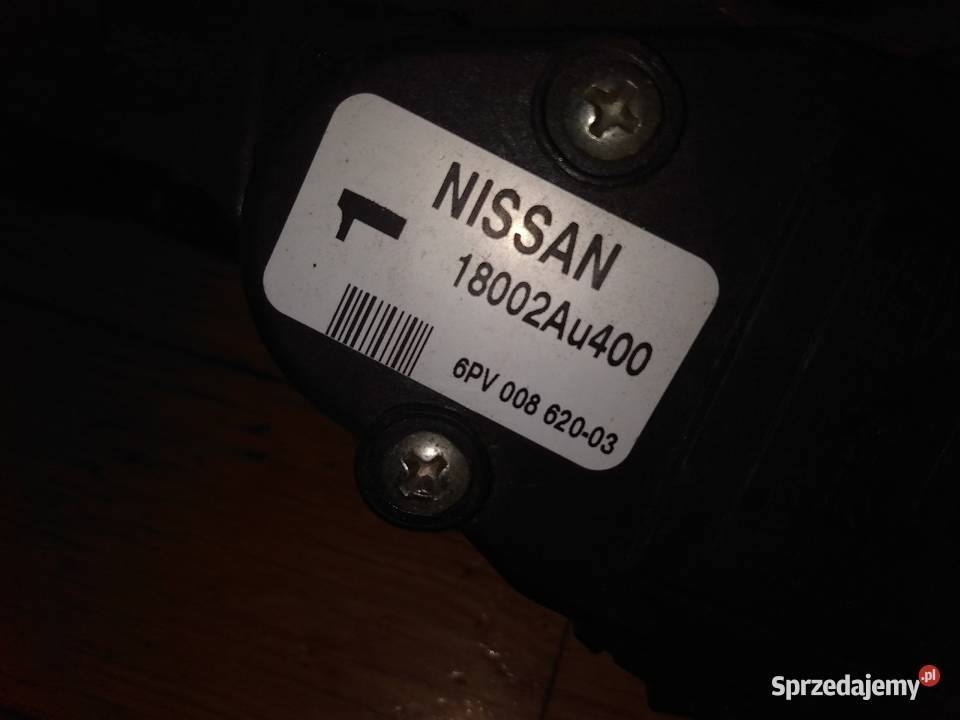 NISSAN
18002Au400
6PV 008 620-03
Sprzedajemy.pl